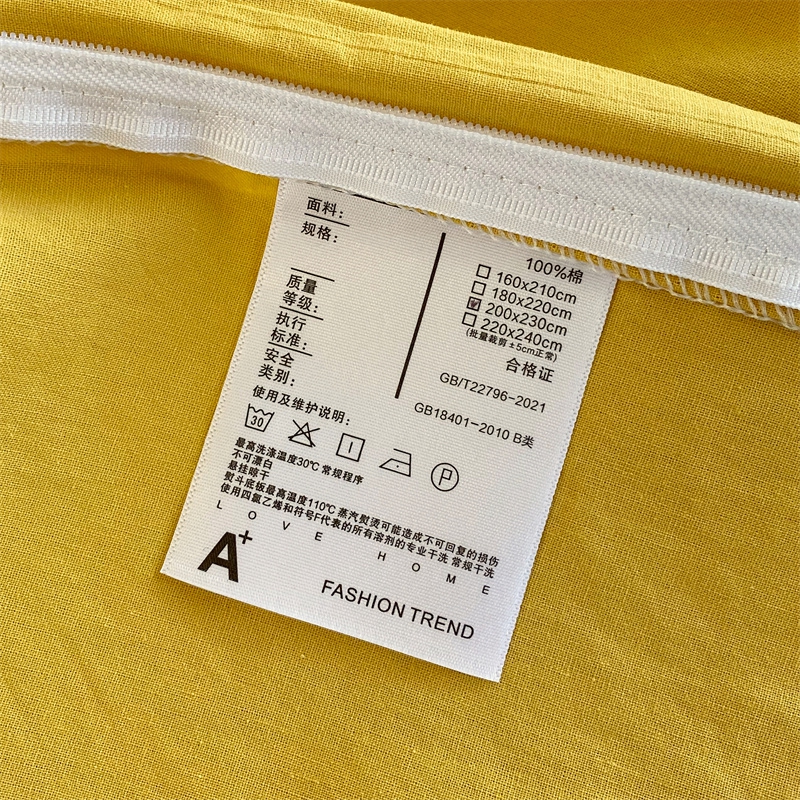 面料：
100%棉
规格：
160x210cm
180x220cm
200x230cm
220x240cm
(批量裁剪±5cm正常)
质量
等级：
合格证
执行
标准：
GB/T22796-2021
安全
类别：
GB18401-2010 B类
使用及维护说明：
30
P
最高洗涤温度30℃ 常规程序
不可漂白
悬挂晾干
熨斗底板最高温度110℃ 蒸汽熨烫可能造成不可回复的损伤
使用四氯乙烯和符号F代表的所有溶剂的专业干洗 常规干洗
LOVE HOME
A+
FASHION TREND